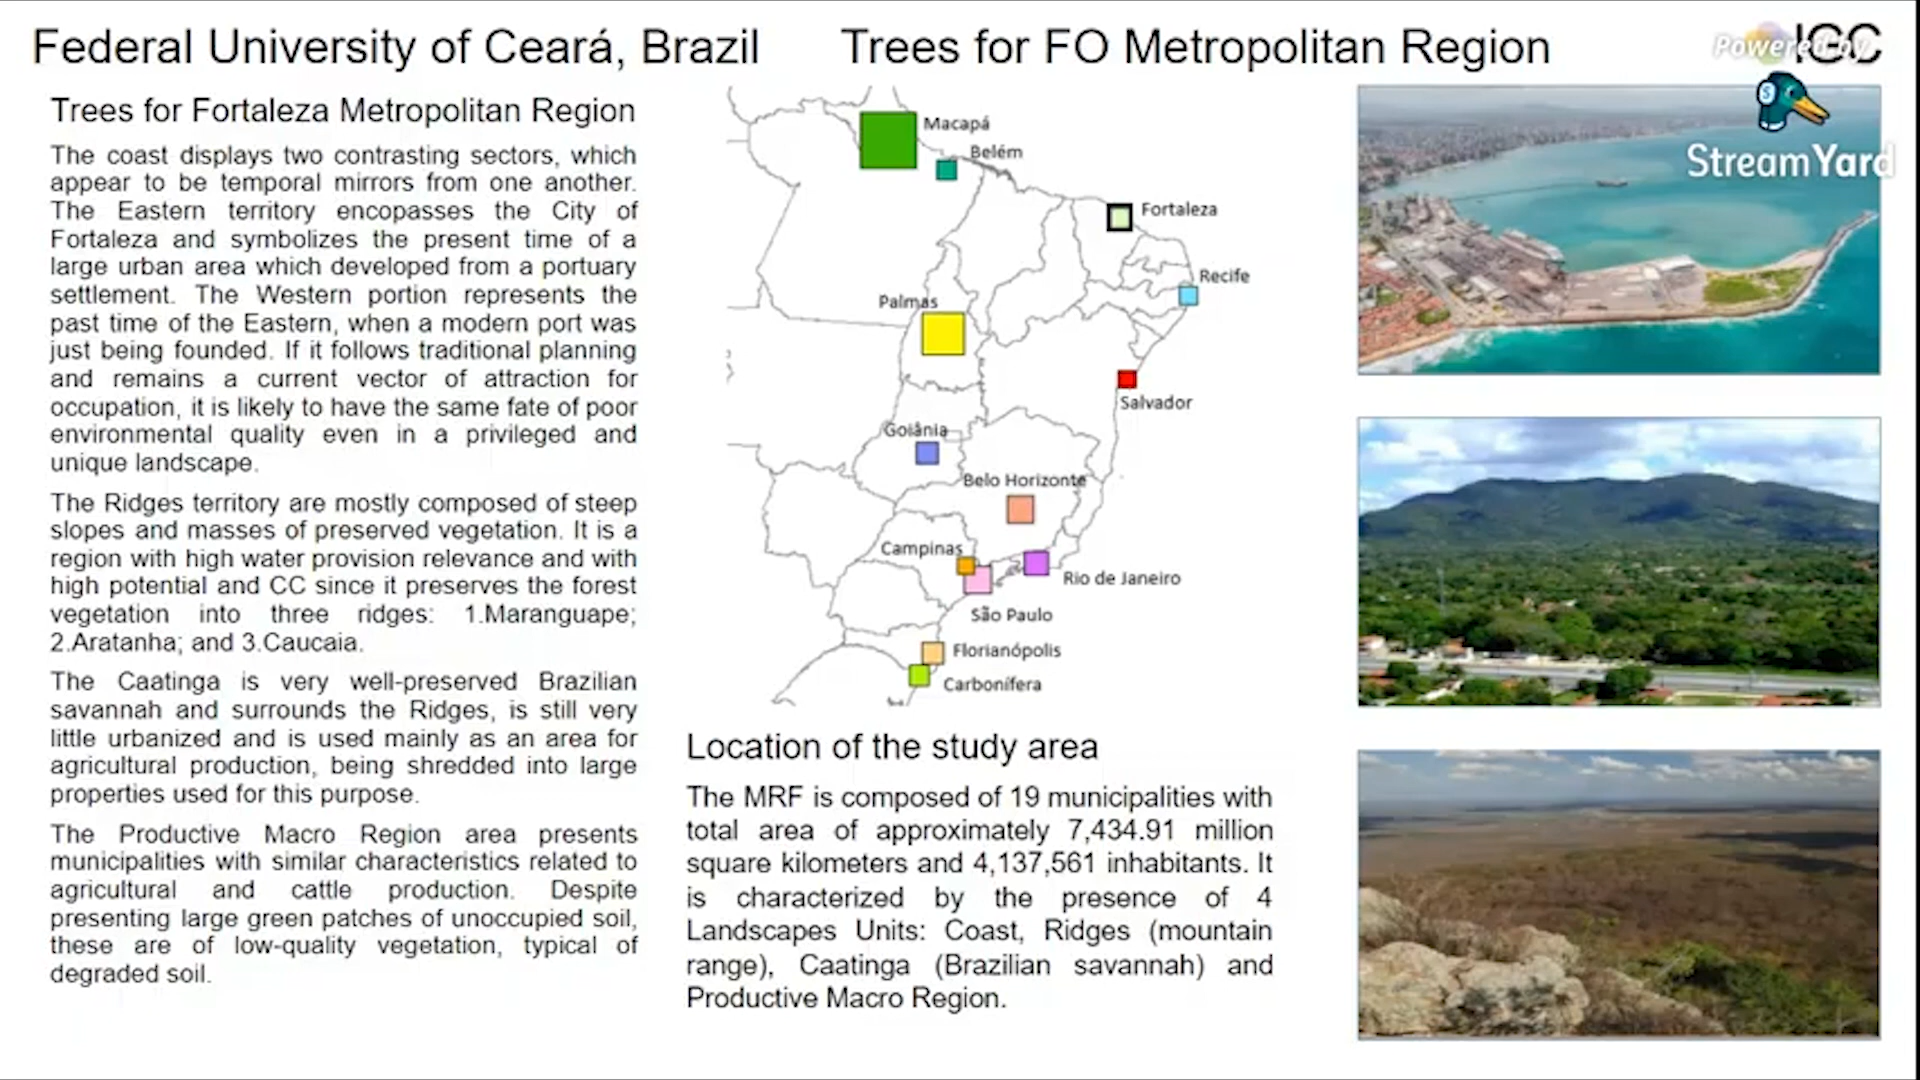 Federal University of Ceará, Brazil
Trees for FO Metropolitan Region
IGC
Powered by
StreamYard
Trees for Fortaleza Metropolitan Region
The coast displays two contrasting sectors, which
appear to be temporal mirrors from one another.
The Eastern territory encopasses the City of
Fortaleza and symbolizes the present time of a
large urban area which developed from a portuary
settlement. The Western portion represents the
past time of the Eastern, when a modern port was
just being founded. If it follows traditional planning
and remains a current vector of attraction for
occupation, it is likely to have the same fate of poor
environmental quality even in a privileged and
unique landscape.
The Ridges territory are mostly composed of steep
slopes and masses of preserved vegetation. It is a
region with high water provision relevance and with
high potential and CC since it preserves the forest
vegetation into three ridges: 1.Maranguape;
2.Aratanha; and 3.Caucaia.
The Caatinga is very well-preserved Brazilian
savannah and surrounds the Ridges, is still very
little urbanized and is used mainly as an area for
agricultural production, being shredded into large
properties used for this purpose.
The Productive Macro Region area presents
municipalities with similar characteristics related to
agricultural and cattle production. Despite
presenting large green patches of unoccupied soil,
these are of low-quality vegetation, typical of
degraded soil.
Macapá
Belém
Fortaleza
Recife
Palmas
Salvador
Goiânia
Belo Horizonte
Campinas
Rio de Janeiro
São Paulo
Florianópolis
Carbonífera
Location of the study area
The MRF is composed of 19 municipalities with
total area of approximately 7,434.91 million
square kilometers and 4,137,561 inhabitants. It
is characterized by the presence of 4
Landscapes Units: Coast, Ridges (mountain
range), Caatinga (Brazilian savannah) and
Productive Macro Region.